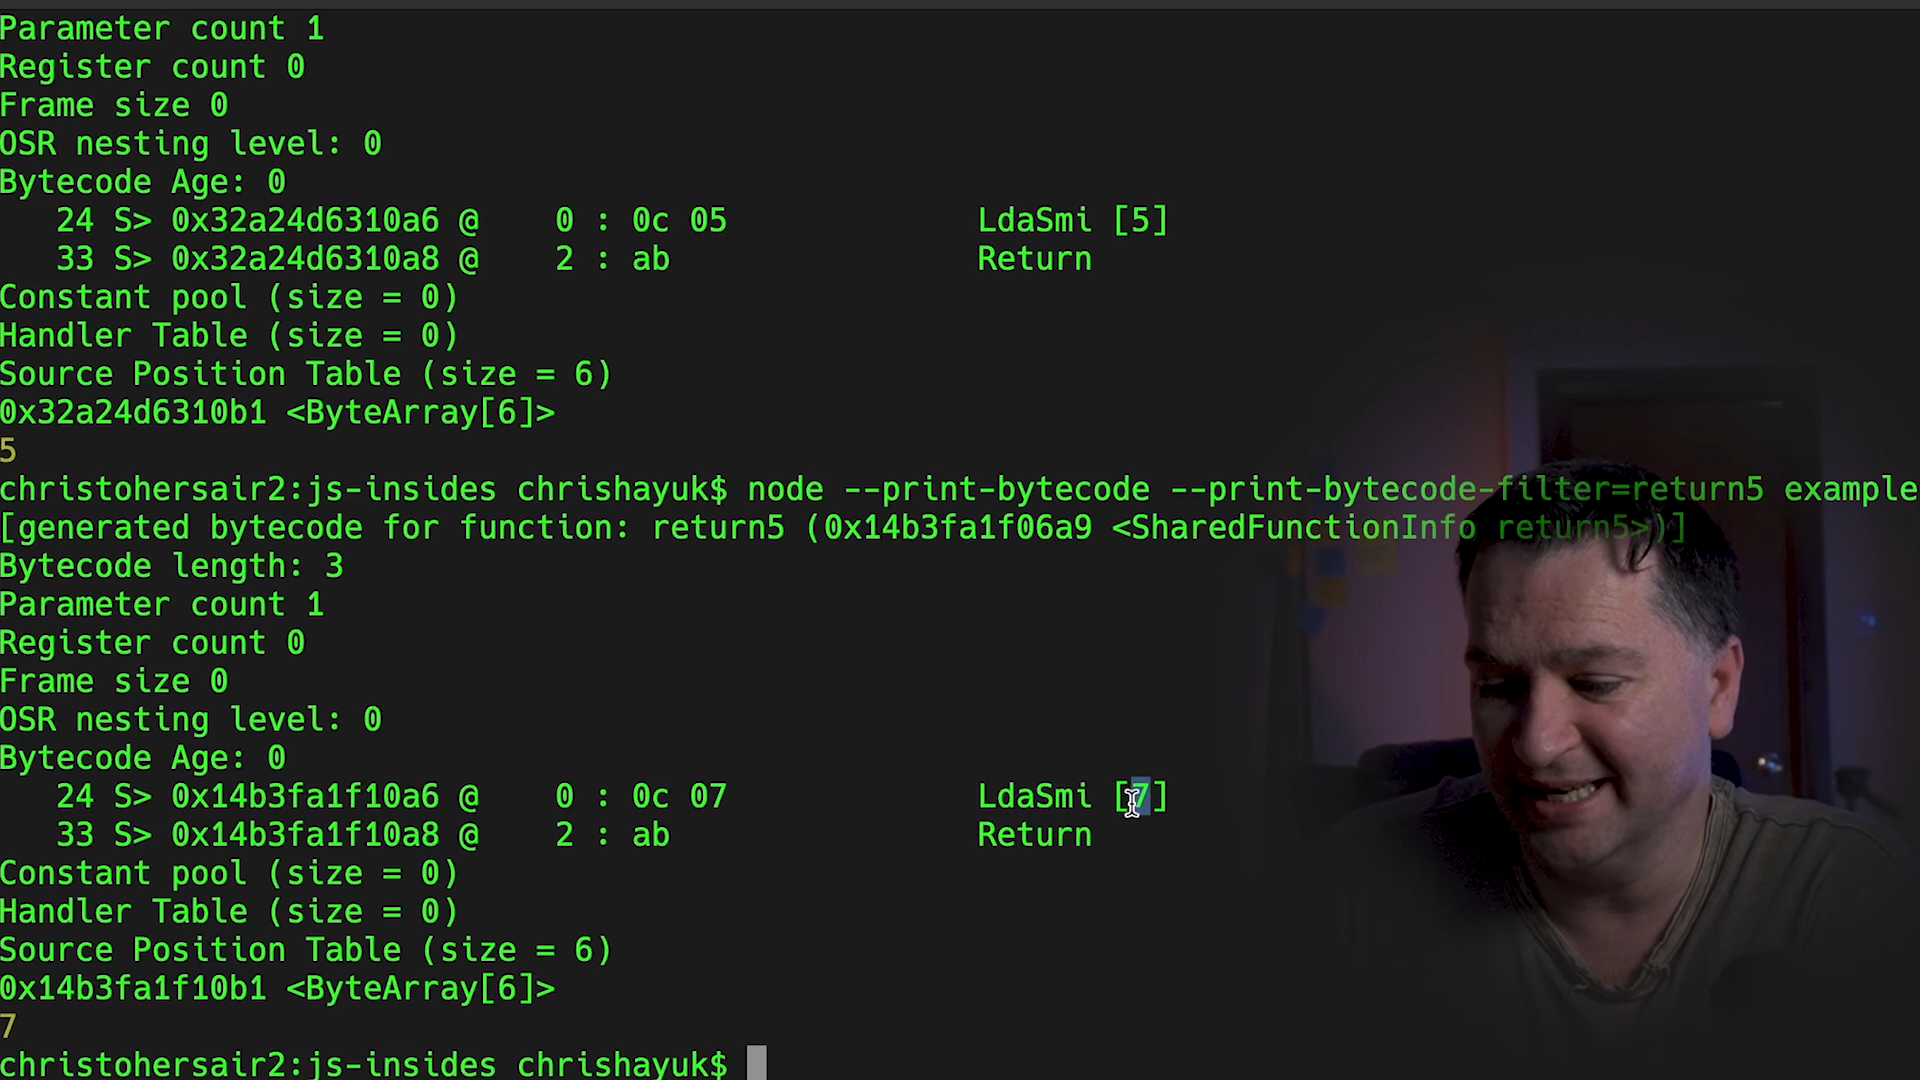 Parameter count 1
Register count 0
Frame size 0
OSR nesting level: 0
Bytecode Age: 0
24 S> 0x32a24d6310a6 @ 0 : 0c 05 LdaSmi [5]
33 S> 0x32a24d6310a8 @ 2 : ab Return
Constant pool (size = 0)
Handler Table (size = 0)
Source Position Table (size = 6)
0x32a24d6310b1 <ByteArray[6]>
5
christohersair2:js-insides chrishayuk$ node --print-bytecode --print-bytecode-filter=return5 example
[generated bytecode for function: return5 (0x14b3fa1f06a9 <SharedFunctionInfo return5>)]
Bytecode length: 3
Parameter count 1
Register count 0
Frame size 0
OSR nesting level: 0
Bytecode Age: 0
24 S> 0x14b3fa1f10a6 @ 0 : 0c 07 LdaSmi [7]
33 S> 0x14b3fa1f10a8 @ 2 : ab Return
Constant pool (size = 0)
Handler Table (size = 0)
Source Position Table (size = 6)
0x14b3fa1f10b1 <ByteArray[6]>
7
christohersair2:js-insides chrishayuk$